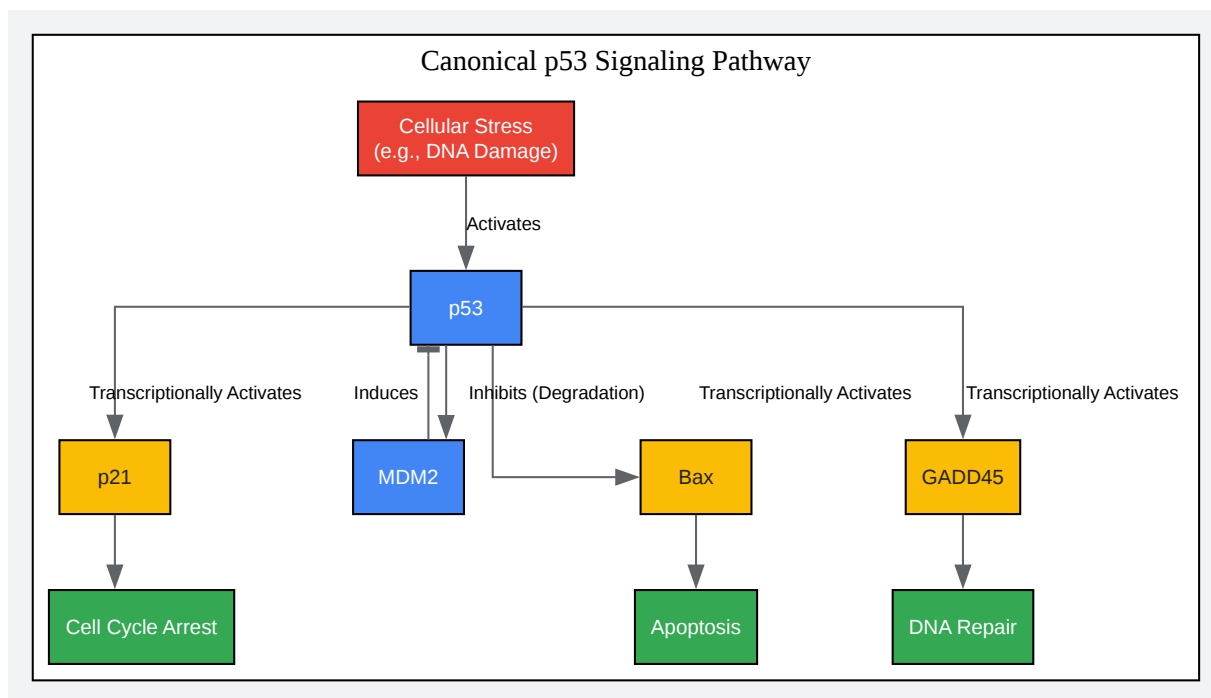 Canonical p53 Signaling Pathway
Cellular Stress
(e.g., DNA Damage)
Activates
p53
Transcriptionally Activates
Induces
Inhibits (Degradation)
Transcriptionally Activates
Transcriptionally Activates
p21
MDM2
Bax
GADD45
Cell Cycle Arrest
Apoptosis
DNA Repair